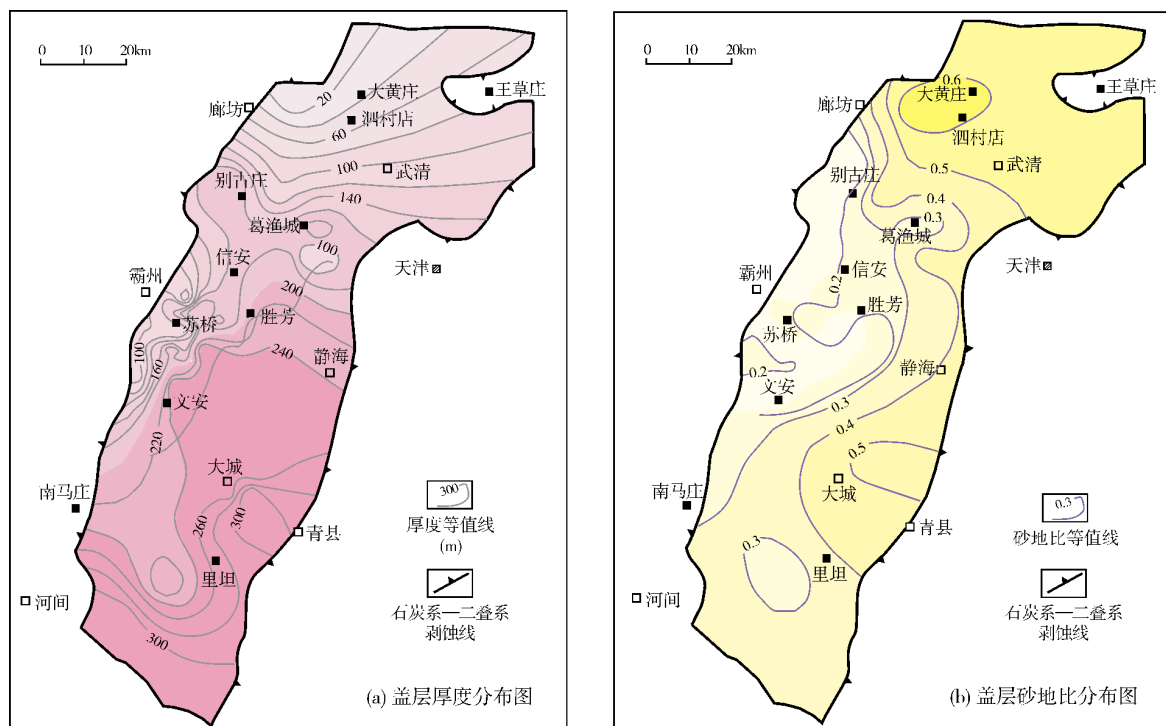 0 10 20km
20
大黄庄
王草庄
廊坊
泗村店
60
100
武清
别古庄
140
葛渔城
100
信安
天津
霸州
200
苏桥
胜芳
240
静海
100
160
文安
220
大城
南马庄
300
260
300
厚度等值线
(m)
青县
里坦
河间
石炭系—二叠系
剥蚀线
300
(a) 盖层厚度分布图
0 10 20km
0.6
大黄庄
王草庄
廊坊
泗村店
0.5
武清
别古庄
0.4
0.3
葛渔城
信安
天津
霸州
0.2
苏桥
胜芳
静海
0.2
文安
0.3
0.4
0.5
大城
南马庄
0.3
砂地比等值线
青县
0.3
里坦
河间
石炭系—二叠系
剥蚀线
(b) 盖层砂地比分布图